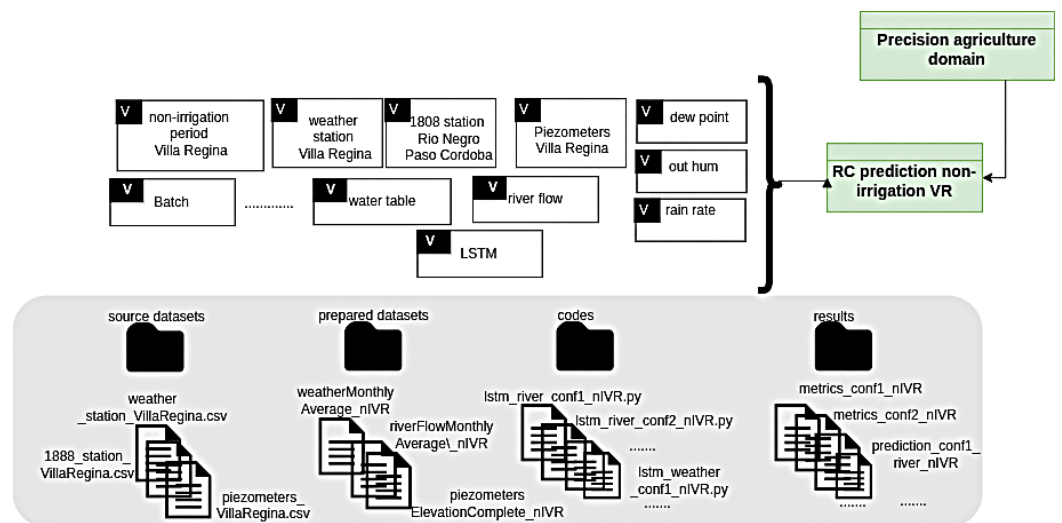 Precision agriculture
domain
V
non-irrigation
period
Villa Regina
V
weather
station
Villa Regina
V
1808 station
Rio Negro
Paso Cordoba
V
Piezometers
Villa Regina
V
dew point
V
out hum
V
rain rate
RC prediction non-
irrigation VR
V
Batch
..............
V
water table
V
river flow
V
LSTM
source datasets
prepared datasets
codes
results
weather
_station_VillaRegina.csv
1888_station_
VillaRegina.csv
piezometers_
VillaRegina.csv
weatherMonthly
Average_nIVR
riverFlowMonthly
Average\_nIVR
piezometers
ElevationComplete_nIVR
lstm_river_conf1_nIVR.py
lstm_river_conf2_nIVR.py
.......
lstm_weather
_conf1_nIVR.py
.......
metrics_conf1_nIVR
metrics_conf2_nIVR
prediction_conf1_
river_nIVR
........
.......